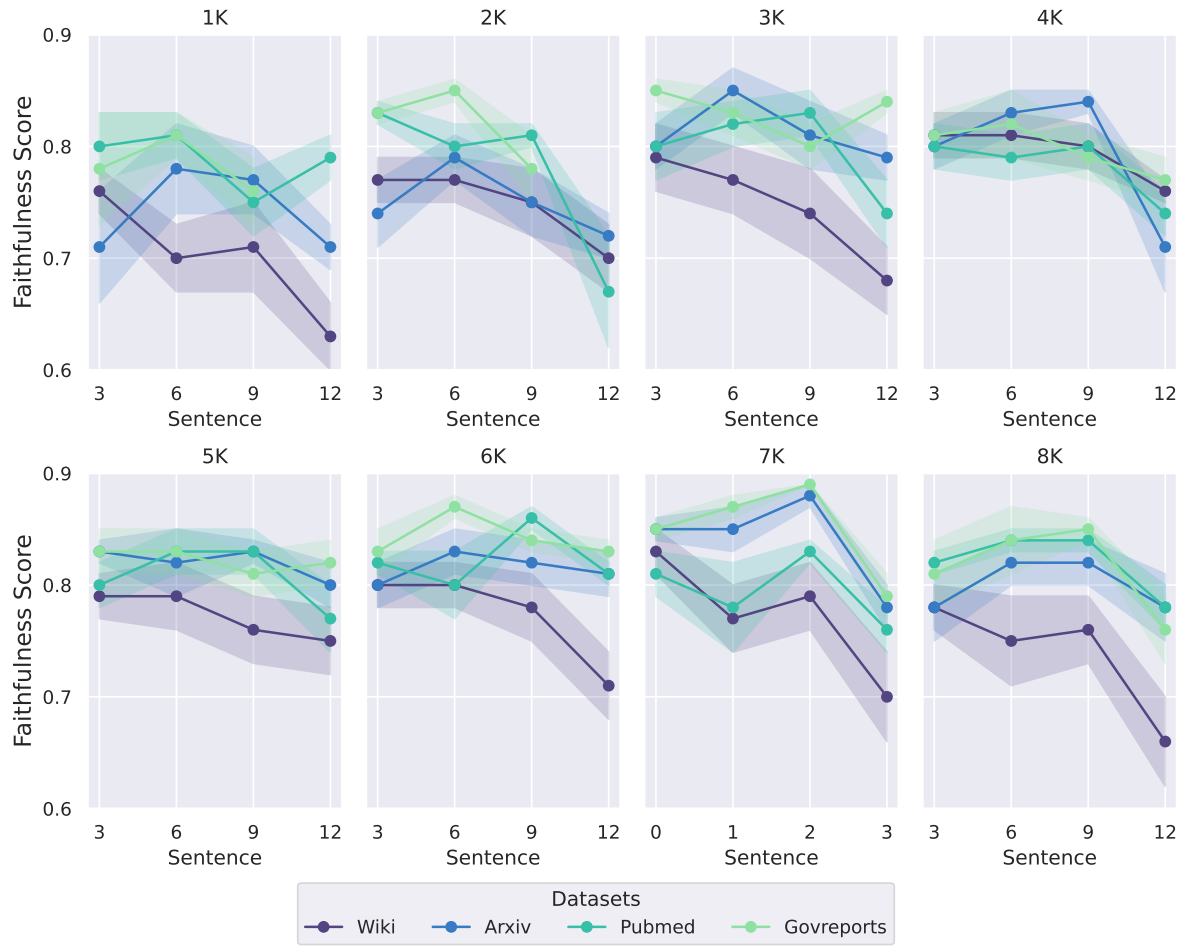 1K 2K 3K 4K
0.9
0.8
0.7
0.6
Faithfulness Score
3 6 9 12 3 6 9 12 3 6 9 12 3 6 9 12
Sentence Sentence Sentence Sentence
5K 6K 7K 8K
0.9
0.8
0.7
0.6
Faithfulness Score
3 6 9 12 3 6 9 12 0 1 2 3 3 6 9 12
Sentence Sentence Sentence Sentence
Datasets
Wiki Arxiv Pubmed Govreports